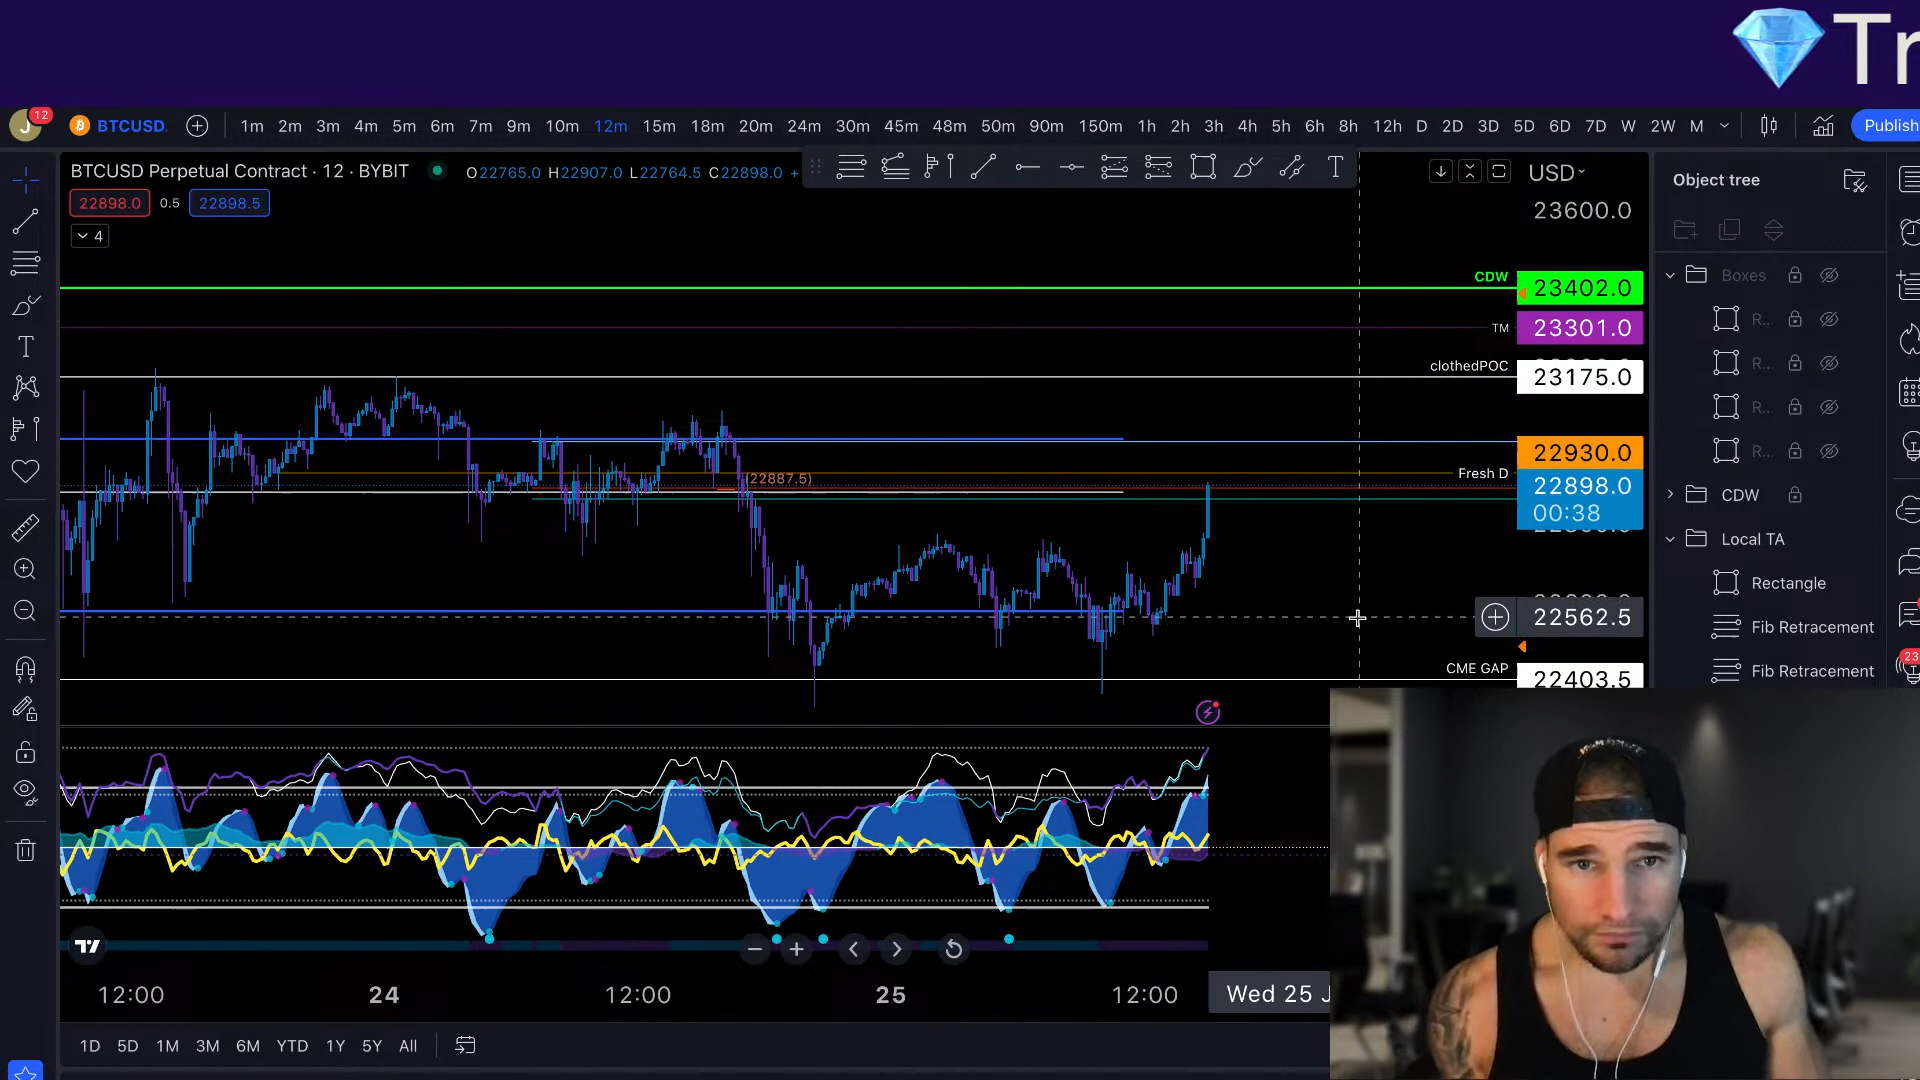 Tr
J
12
BTCUSD.
1m 2m 3m 4m 5m 6m 7m 9m 10m 12m 15m 18m 20m 24m 30m 45m 48m 50m 90m 150m 1h 2h 3h 4h 5h 6h 8h 12h D 2D 3D 5D 6D 7D W 2W M
Publish
BTCUSD Perpetual Contract · 12 · BYBIT
O22765.0 H22907.0 L22764.5 C22898.0 +
T
USD
Object tree
22898.0 0.5 22898.5
4
23600.0
CDW 23402.0
TM 23301.0
clothedPOC 23175.0
22930.0
Fresh D
(22887.5)
22898.0
00:38
22562.5
CME GAP 22403.5
Boxes
R...
R...
R...
R...
CDW
Local TA
Rectangle
Fib Retracement
Fib Retracement
23
12:00 24 12:00 25 12:00 Wed 25 J
1D 5D 1M 3M 6M YTD 1Y 5Y All